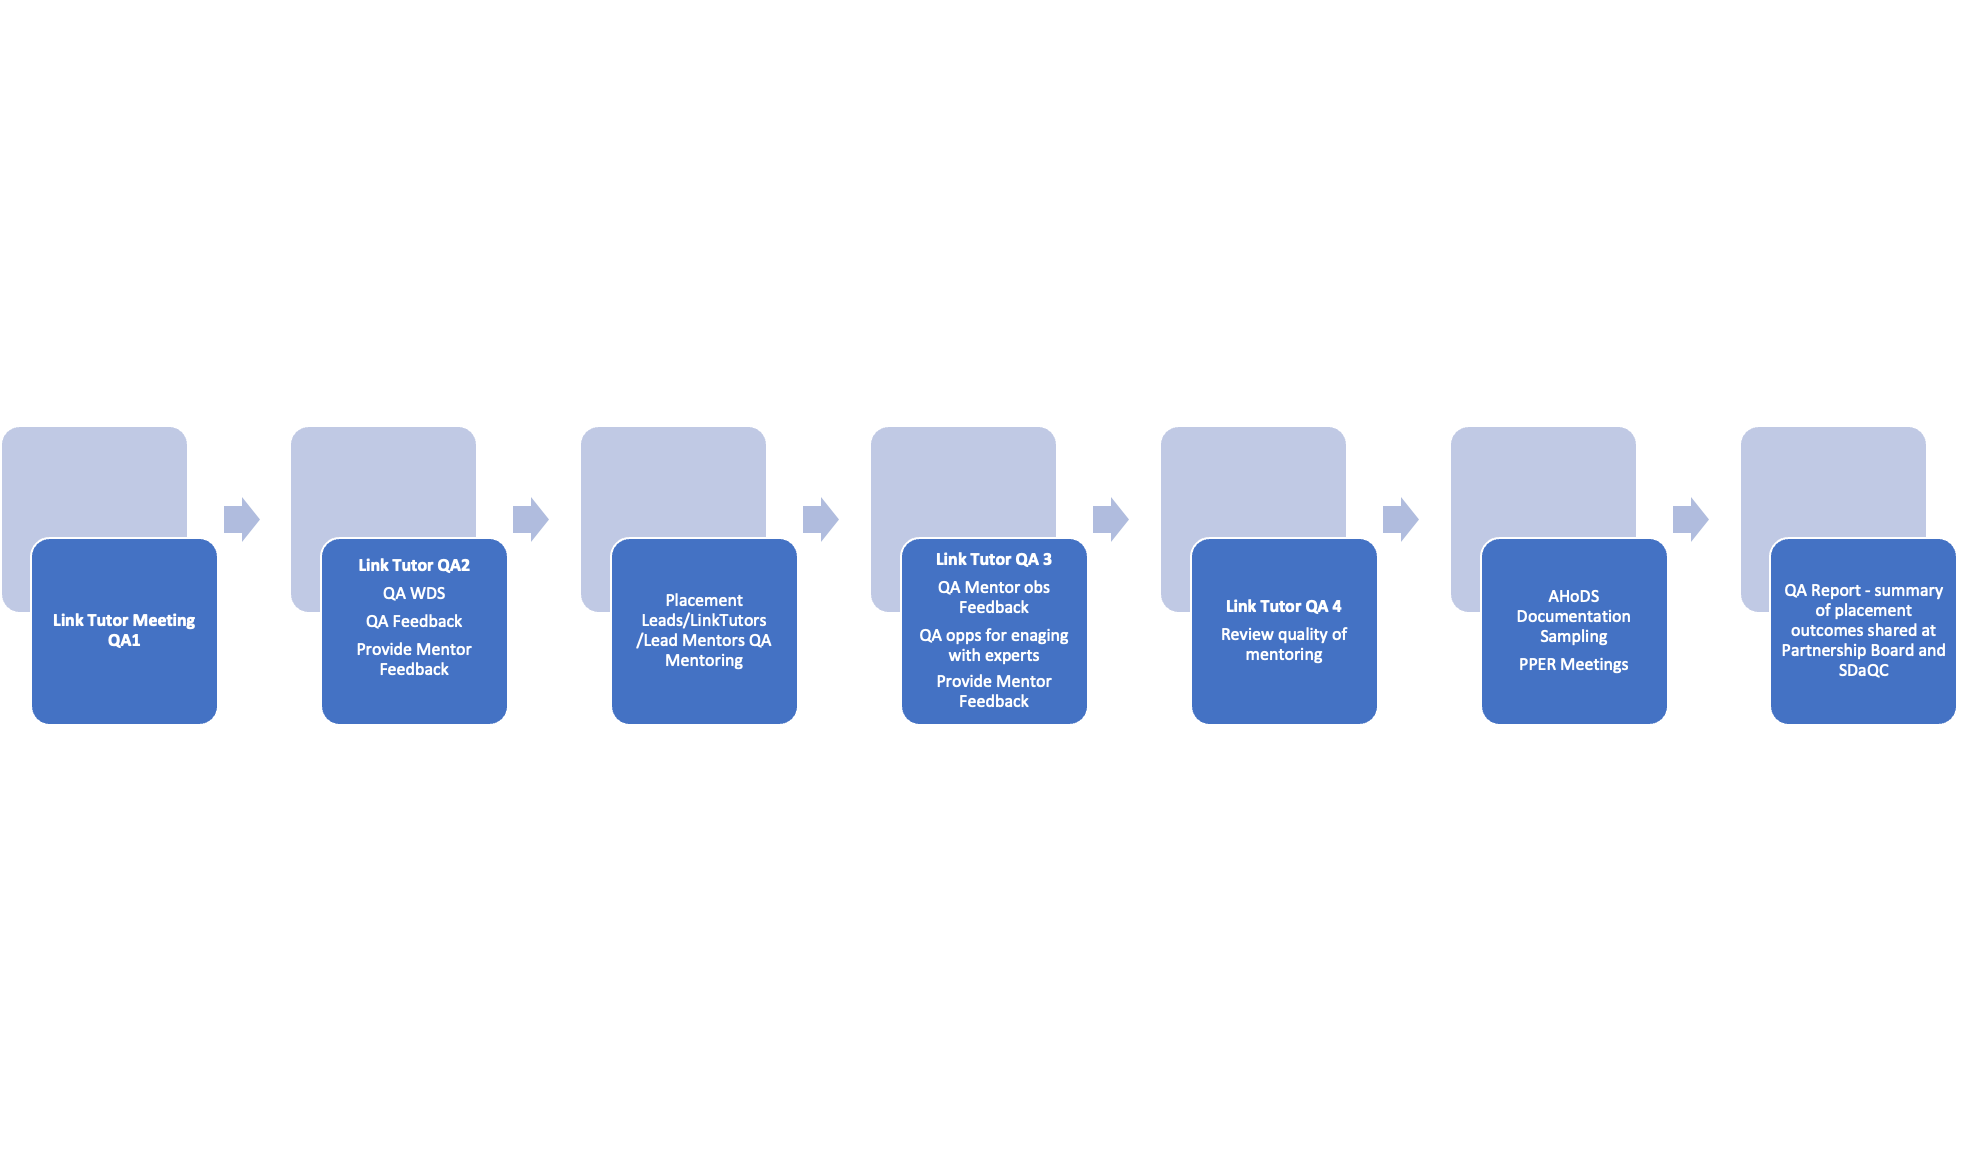 Link Tutor Meeting
QA1
Link Tutor QA2
QA WDS
QA Feedback
Provide Mentor
Feedback
Placement
Leads/LinkTutors
/Lead Mentors QA
Mentoring
Link Tutor QA 3
QA Mentor obs
Feedback
QA opps for enaging
with experts
Provide Mentor
Feedback
Link Tutor QA 4
Review quality of
mentoring
AHoDS
Documentation
Sampling
PPER Meetings
QA Report - summary
of placement
outcomes shared at
Partnership Board and
SDaQC